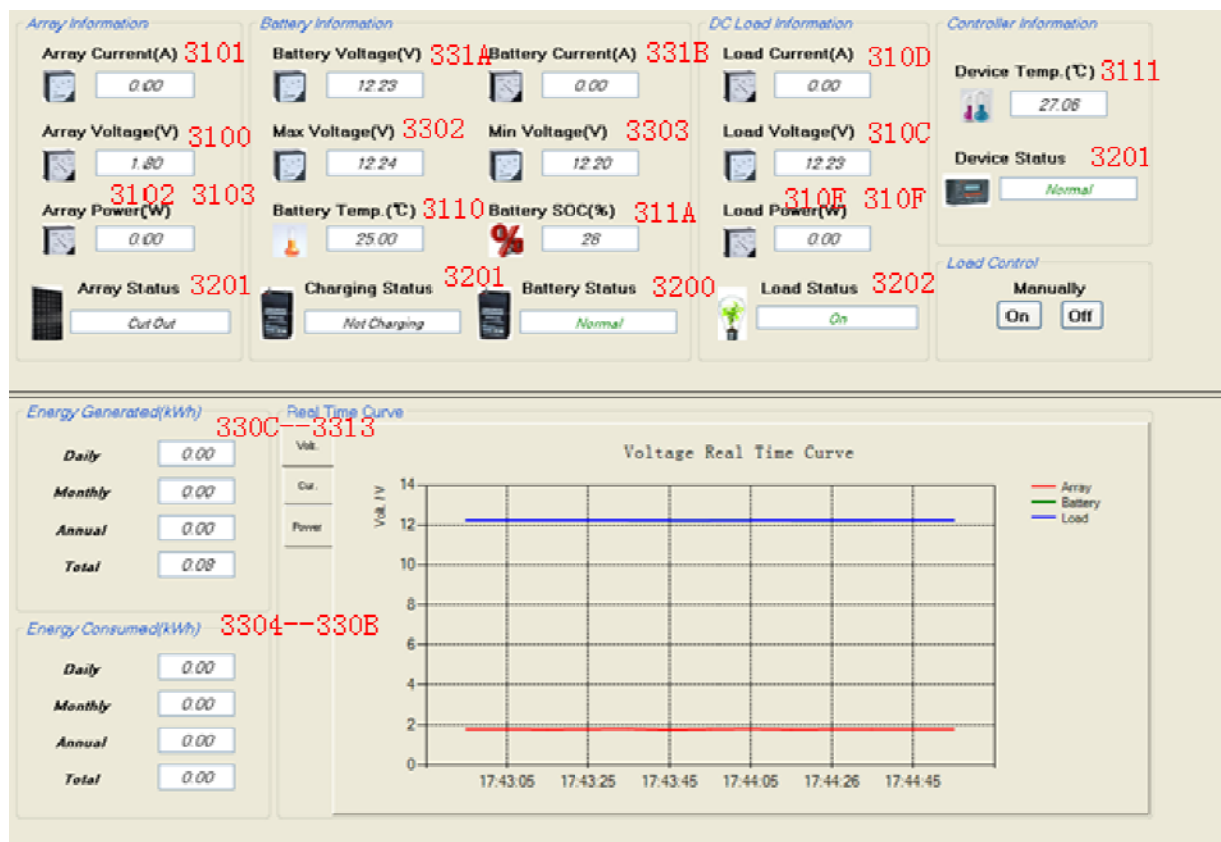 Array Information
Array Current(A) 3101
0.00
Array Voltage(V) 3100
1.80
3102 3103
Array Power(W)
0.00
Array Status 3201
Cut Out
Battery Information
Battery Voltage(V) 331A
12.23
Battery Current(A) 331B
0.00
Max Voltage(V) 3302
12.24
Min Voltage(V) 3303
12.20
Battery Temp.(℃) 3110
25.00
Battery SOC(%) 311A
%
28
Charging Status 3201
Not Charging
Battery Status 3200
Normal
DC Load Information
Load Current(A) 310D
0.00
Load Voltage(V) 310C
12.23
310E 310F
Load Power(W)
0.00
Load Status 3202
On
Controller Information
Device Temp.(℃) 3111
27.06
Device Status 3201
Normal
Load Control
Manually
On Off
Energy Generated(kWh)
330C--3313
Daily 0.00
Monthly 0.00
Annual 0.00
Total 0.08
Energy Consumed(kWh) 3304--330B
Daily 0.00
Monthly 0.00
Annual 0.00
Total 0.00
Real Time Curve
Volt.
Cur.
Power
Voltage Real Time Curve
Volt. / V
14
12
10
8
6
4
2
0
17:43:05 17:43:25 17:43:45 17:44:05 17:44:26 17:44:45
Array
Battery
Load